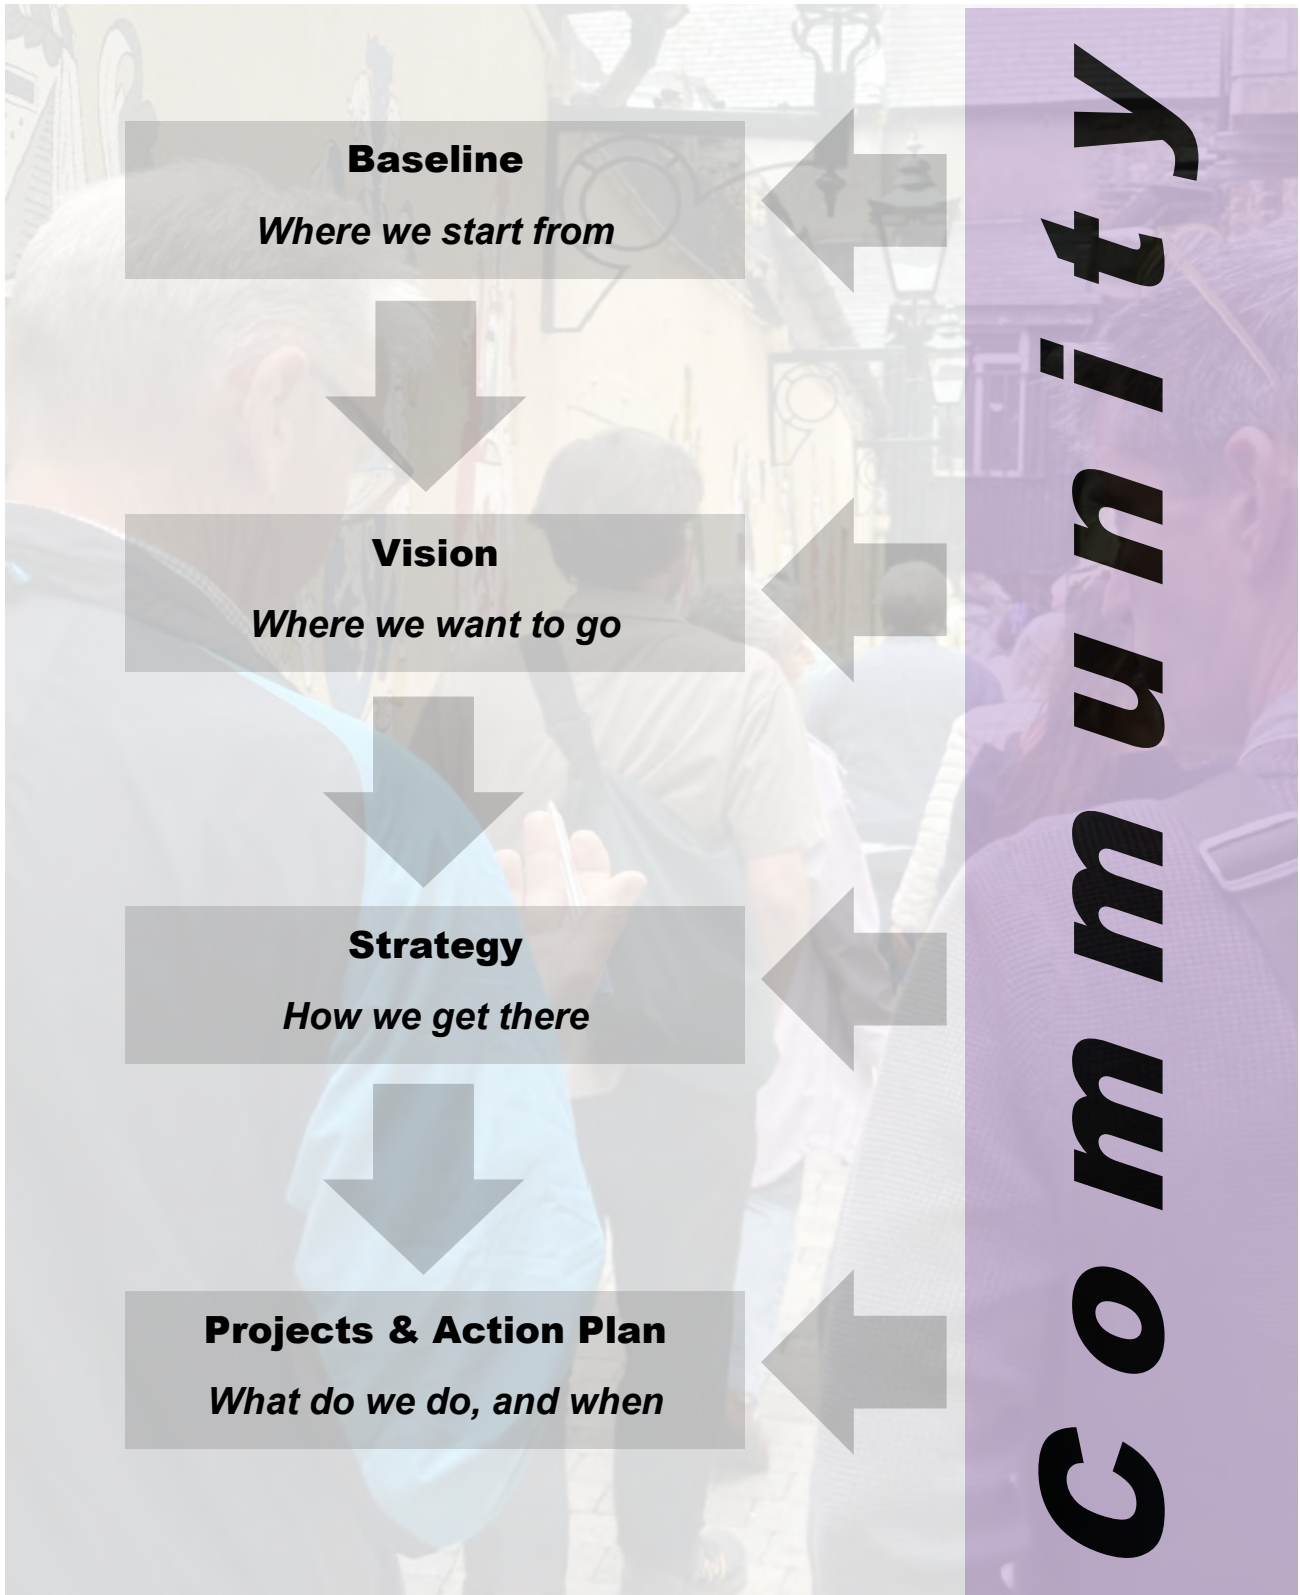 Baseline
Where we start from
Vision
Where we want to go
Strategy
How we get there
Projects & Action Plan
What do we do, and when
Community